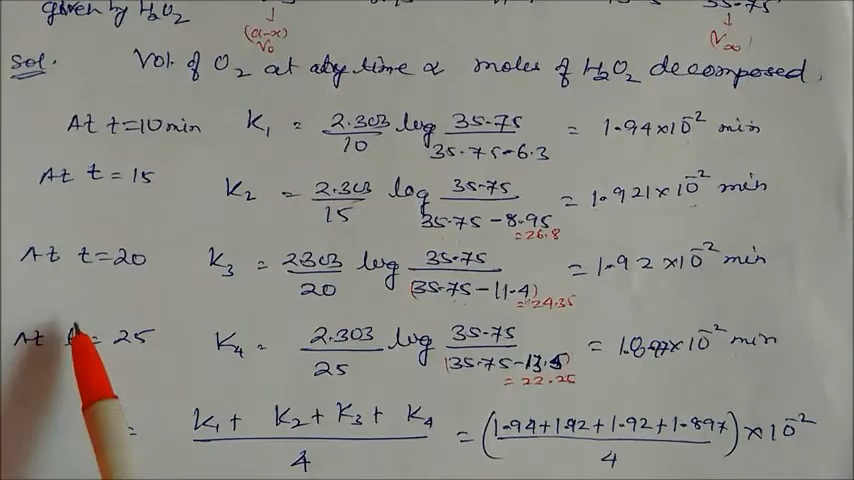 given by H₂O₂
↓ 35.75
(a-x) ↓
V₀ (V∞)
Sol. Vol. of O₂ at any time α moles of H₂O₂ decomposed.
At t=10 min K₁ = 2.303/10 log 35.75/35.75-6.3 = 1.94×10⁻² min
At t = 15 K₂ = 2.303/15 log 35.75/35.75-8.95 = 1.921×10⁻² min
=26.8
At t=20 K₃ = 2.303/20 log 35.75/(35.75-11.4) = 1.92×10⁻² min
=24.35
At t = 25 K₄ = 2.303/25 log 35.75/(35.75-13.5) = 1.897×10⁻² min
= 22.25
= K₁+ K₂+K₃+ K₄/4 = (1.94+1.92+1.92+1.897/4)×10⁻²